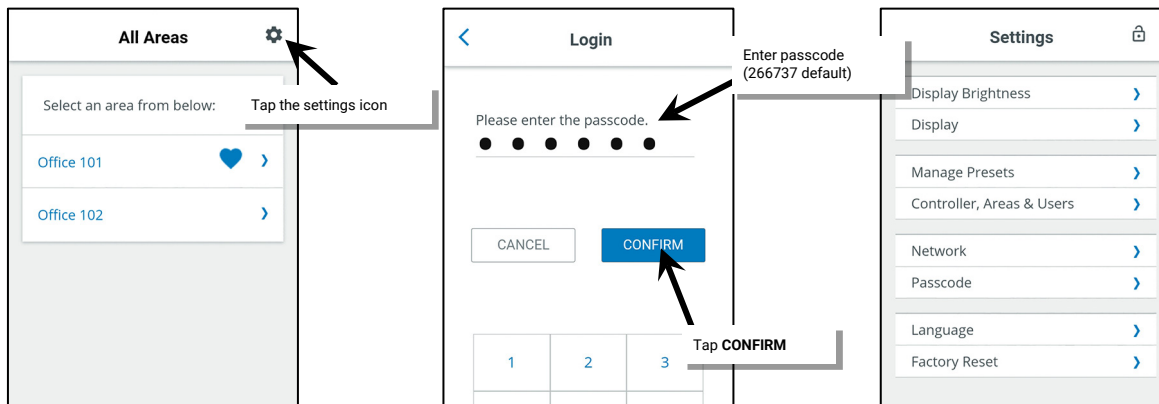 All Areas
Select an area from below:
Office 101
Office 102
Tap the settings icon
Login
Please enter the passcode.
CANCEL
CONFIRM
1
2
3
Enter passcode
(266737 default)
Tap CONFIRM
Settings
Display Brightness
Display
Manage Presets
Controller, Areas & Users
Network
Passcode
Language
Factory Reset